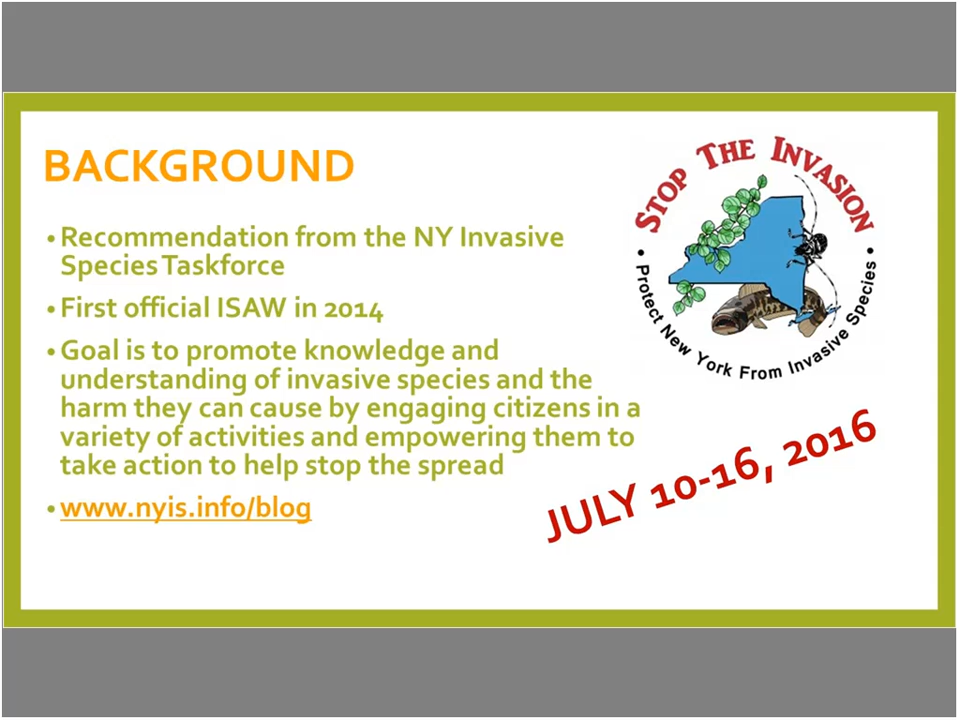 BACKGROUND
• Recommendation from the NY Invasive
Species Taskforce
• First official ISAW in 2014
• Goal is to promote knowledge and
understanding of invasive species and the
harm they can cause by engaging citizens in a
variety of activities and empowering them to
take action to help stop the spread
• www.nyis.info/blog
STOP THE INVASION
• Protect New York From Invasive Species •
JULY 10-16, 2016